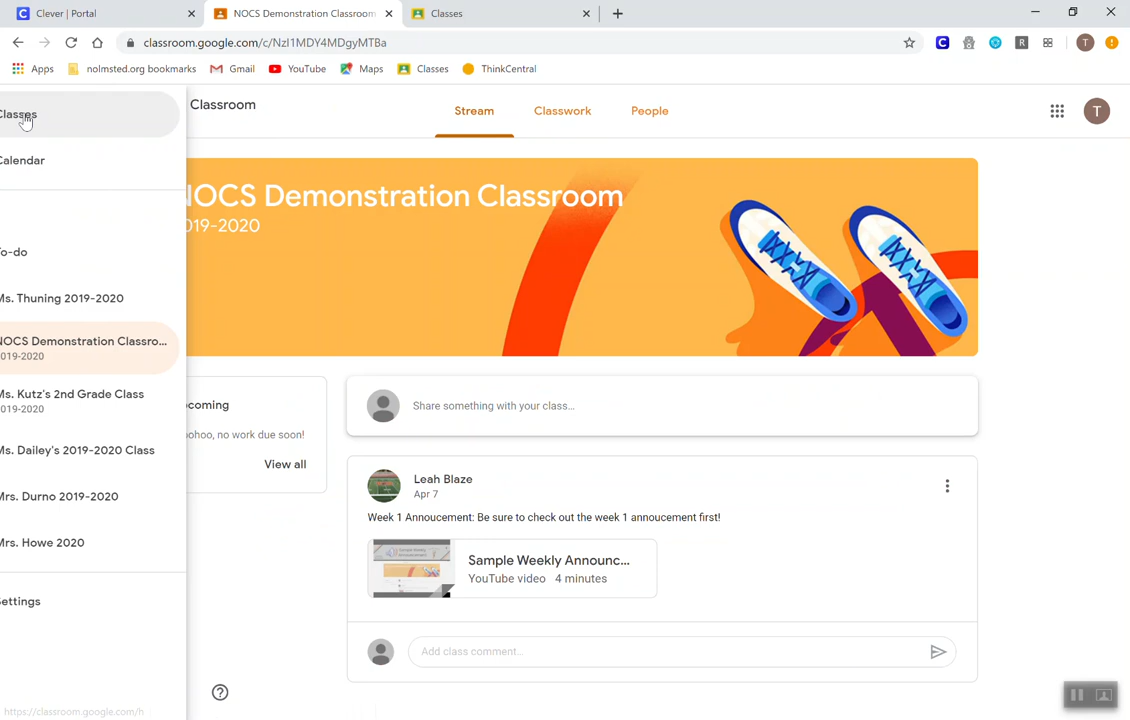 Clever | Portal
NOCS Demonstration Classroom
Classes
classroom.google.com/c/NzI1MDY4MDgyMTBa
T
Apps
nolmsted.org bookmarks
Gmail
YouTube
Maps
Classes
ThinkCentral
Classes
Classroom
Stream
Classwork
People
T
Calendar
NOCS Demonstration Classroom
019-2020
To-do
Ms. Thuning 2019-2020
NOCS Demonstration Classro...
019-2020
Ms. Kutz's 2nd Grade Class
019-2020
Ms. Dailey's 2019-2020 Class
Mrs. Durno 2019-2020
Mrs. Howe 2020
Settings
coming
oohoo, no work due soon!
View all
Share something with your class...
Leah Blaze
Apr 7
Week 1 Annoucement: Be sure to check out the week 1 annoucement first!
Sample Weekly Announc...
YouTube video 4 minutes
Add class comment...
https://classroom.google.com/h